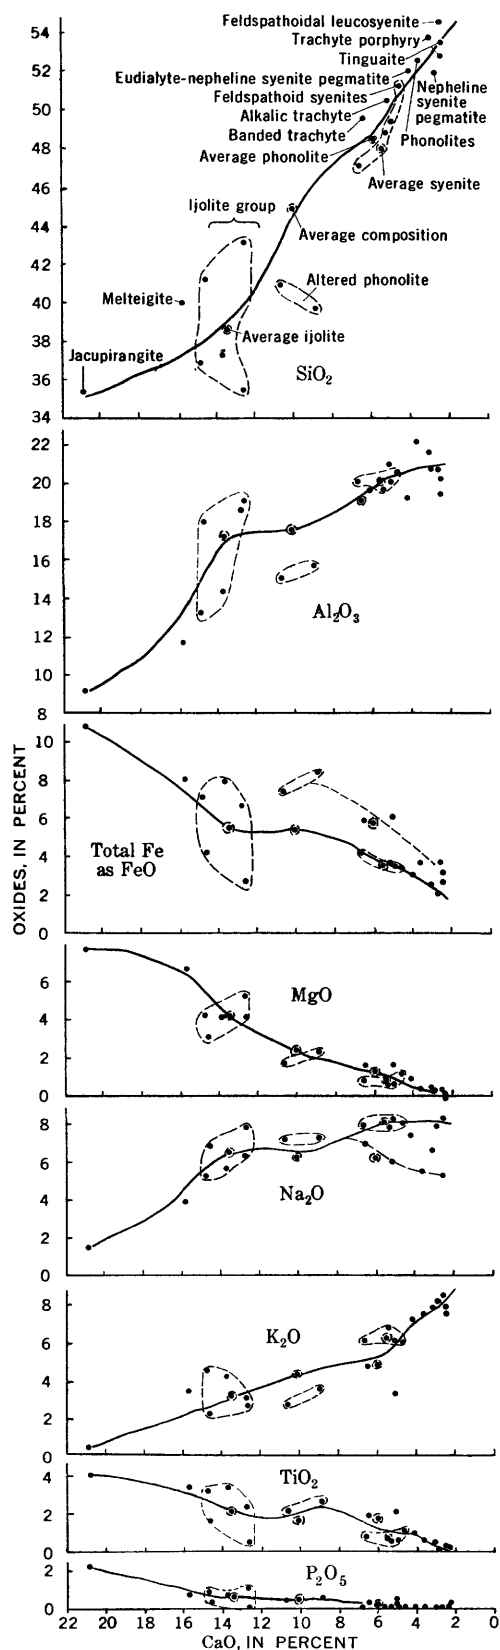 54
52
50
48
46
44
42
40
38
36
34
Feldspathoidal leucosyenite
Trachyte porphyry
Tinguaite
Eudialyte-nepheline syenite pegmatite
Feldspathoid syenites
Alkalic trachyte
Banded trachyte
Average phonolite
Nepheline
syenite
pegmatite
Phonolites
Average syenite
Ijolite group
Average composition
Melteigite
Altered phonolite
Average ijolite
Jacupirangite
SiO2
22
20
18
16
14
12
10
8
Al2O3
OXIDES, IN PERCENT
10
8
6
4
2
0
Total Fe
as FeO
6
4
2
0
MgO
8
6
4
2
0
Na2O
8
6
4
2
0
K2O
4
2
0
TiO2
2
0
P2O5
22 20 18 16 14 12 10 8 6 4 2 0
CaO, IN PERCENT